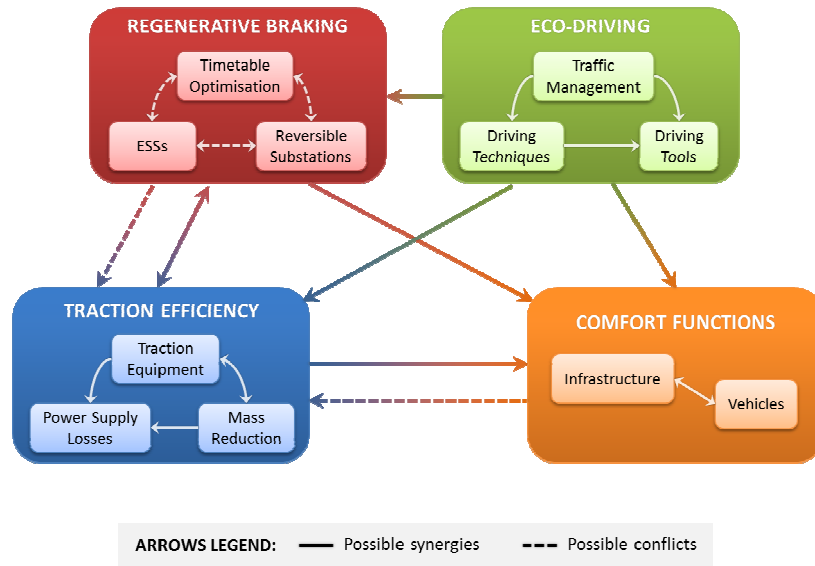 REGENERATIVE BRAKING
Timetable
Optimisation
ESSs
Reversible
Substations
ECO-DRIVING
Traffic
Management
Driving
Techniques
Driving
Tools
TRACTION EFFICIENCY
Traction
Equipment
Power Supply
Losses
Mass
Reduction
COMFORT FUNCTIONS
Infrastructure
Vehicles
ARROWS LEGEND: Possible synergies Possible conflicts